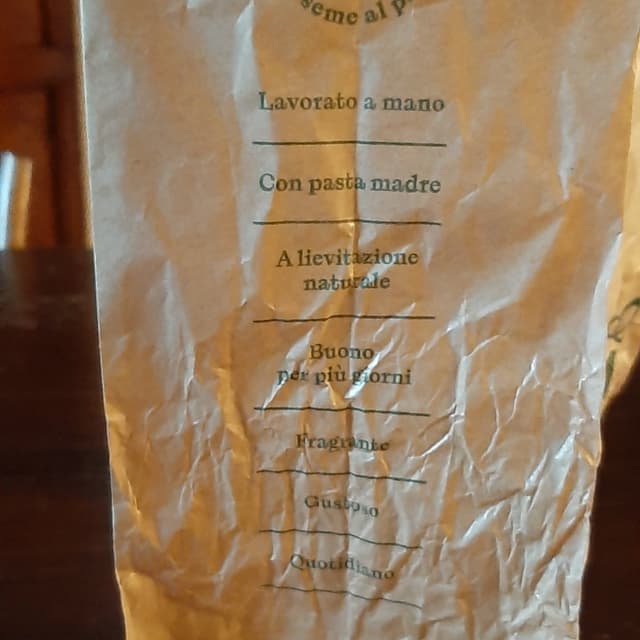 seme al
Lavorato a mano
Con pasta madre
A lievitazione
naturale
Buono
per più giorni
Fragrante
Gustoso
Quotidiano